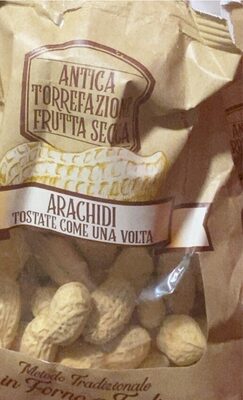 ANTICA
TORREFAZIONE
FRUTTA SECCA
ARACHIDI
TOSTATE COME UNA VOLTA
Metodo Tradizionale
in Forno a